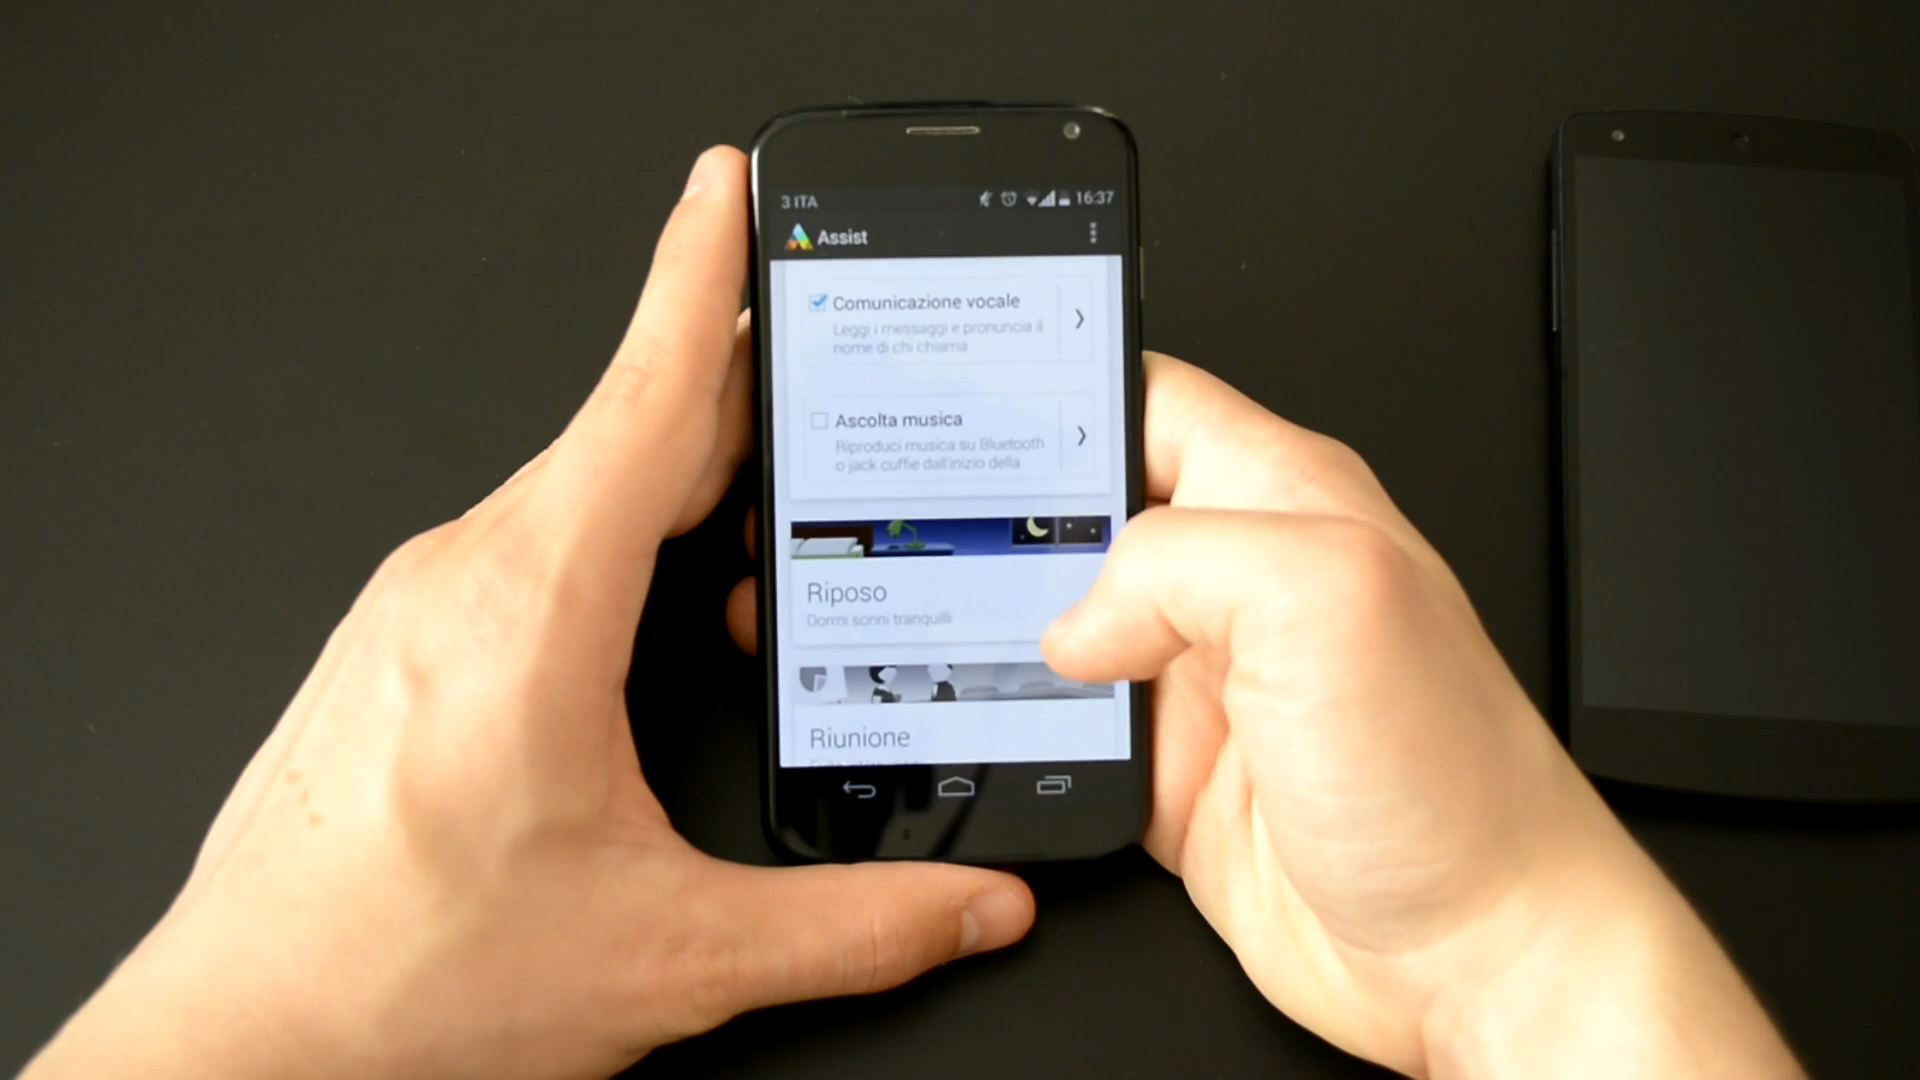 3 ITA
16:37
Assist
Comunicazione vocale
Leggi i messaggi e pronuncia il
nome di chi chiama
Ascolta musica
Riproduci musica su Bluetooth
o jack cuffie dall'inizio della
Riposo
Dormi sonni tranquilli
Riunione